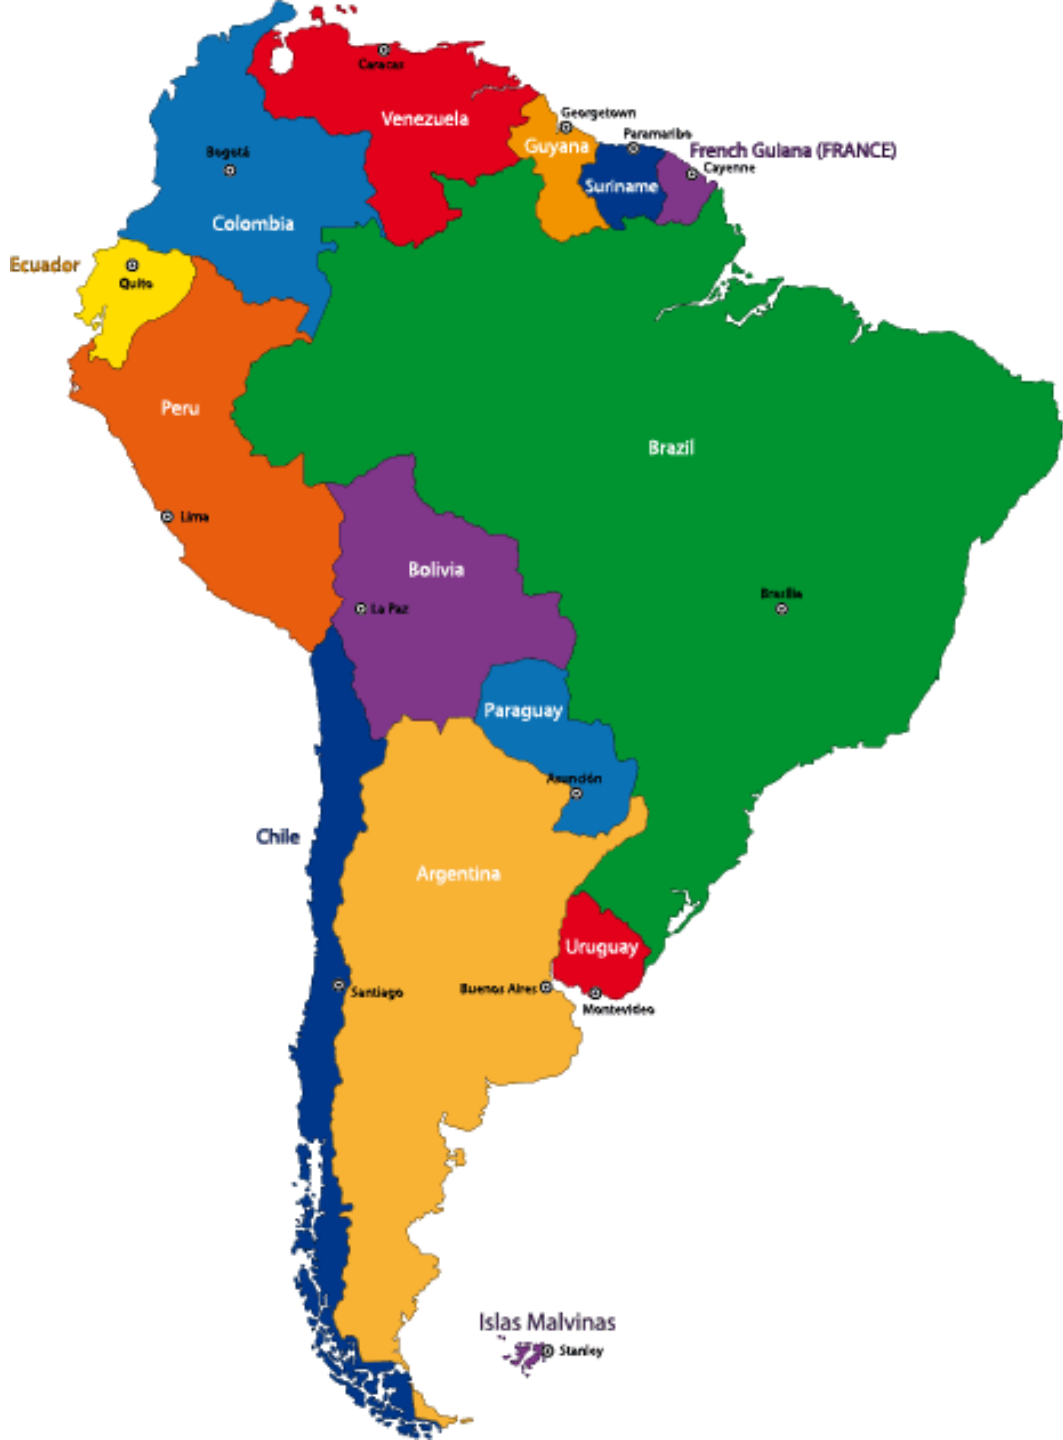 Caracas
Venezuela
Georgetown
Guyana
Paramaribo
French Guiana (FRANCE)
Cayenne
Suriname
Bogotá
Colombia
Ecuador
Quito
Peru
Brazil
Lima
Bolivia
La Paz
Brasilia
Paraguay
Asunción
Chile
Argentina
Uruguay
Santiago
Buenos Aires
Montevideo
Islas Malvinas
Stanley